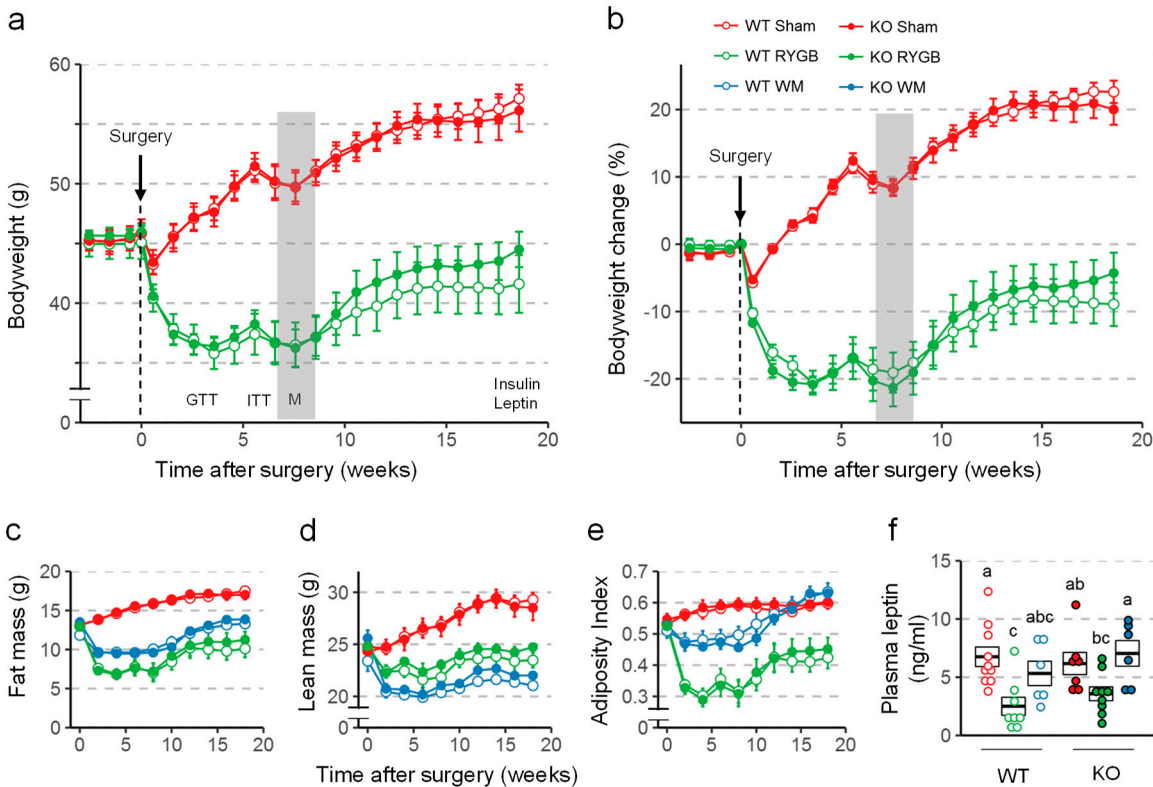 a
Bodyweight (g)
60
50
40
0
Surgery
GTT
ITT
M
Insulin
Leptin
0
5
10
15
20
Time after surgery (weeks)
b
WT Sham
KO Sham
WT RYGB
KO RYGB
WT WM
KO WM
Bodyweight change (%)
20
10
0
-10
-20
Surgery
0
5
10
15
20
Time after surgery (weeks)
c
Fat mass (g)
20
15
10
5
0
0
5
10
15
20
d
Lean mass (g)
30
25
20
0
0
5
10
15
20
Time after surgery (weeks)
e
Adiposity Index
0.7
0.6
0.5
0.4
0.3
0
0
5
10
15
20
f
Plasma leptin
(ng/ml)
15
10
5
0
a
c
abc
ab
bc
a
WT
KO